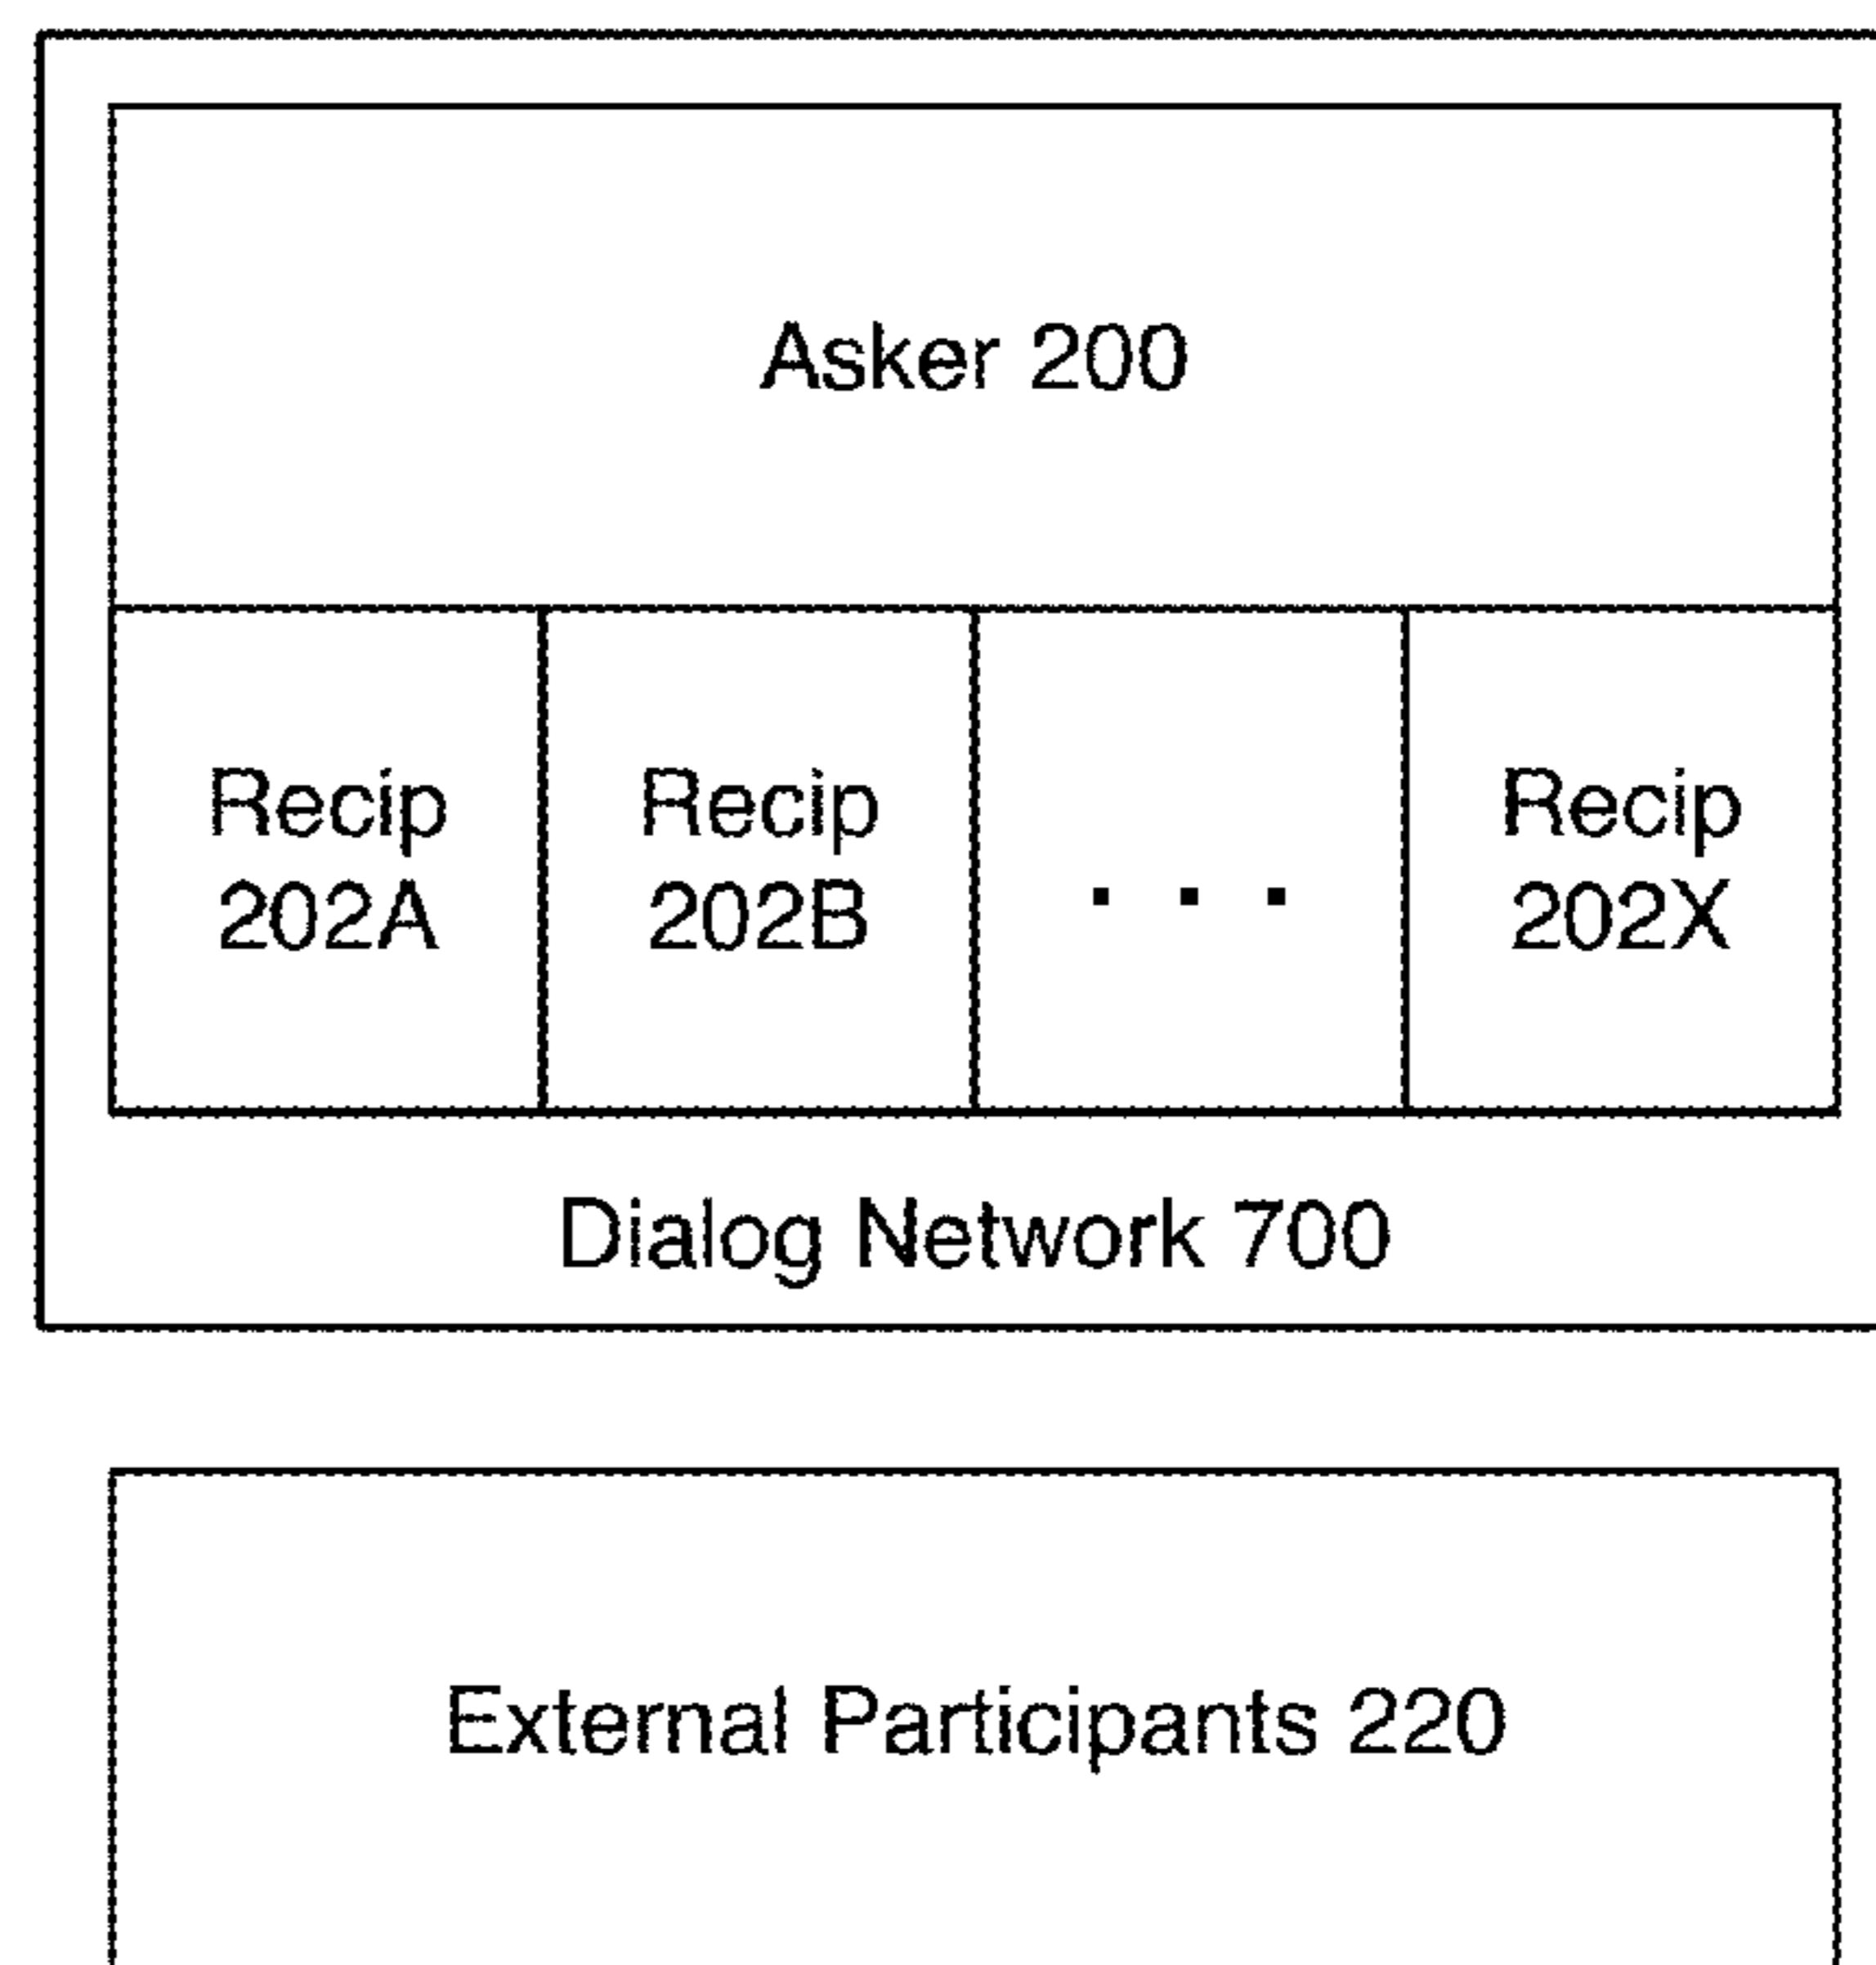 Asker 200
Recip
202A
Recip
202B
. . .
Recip
202X
Dialog Network 700
External Participants 220